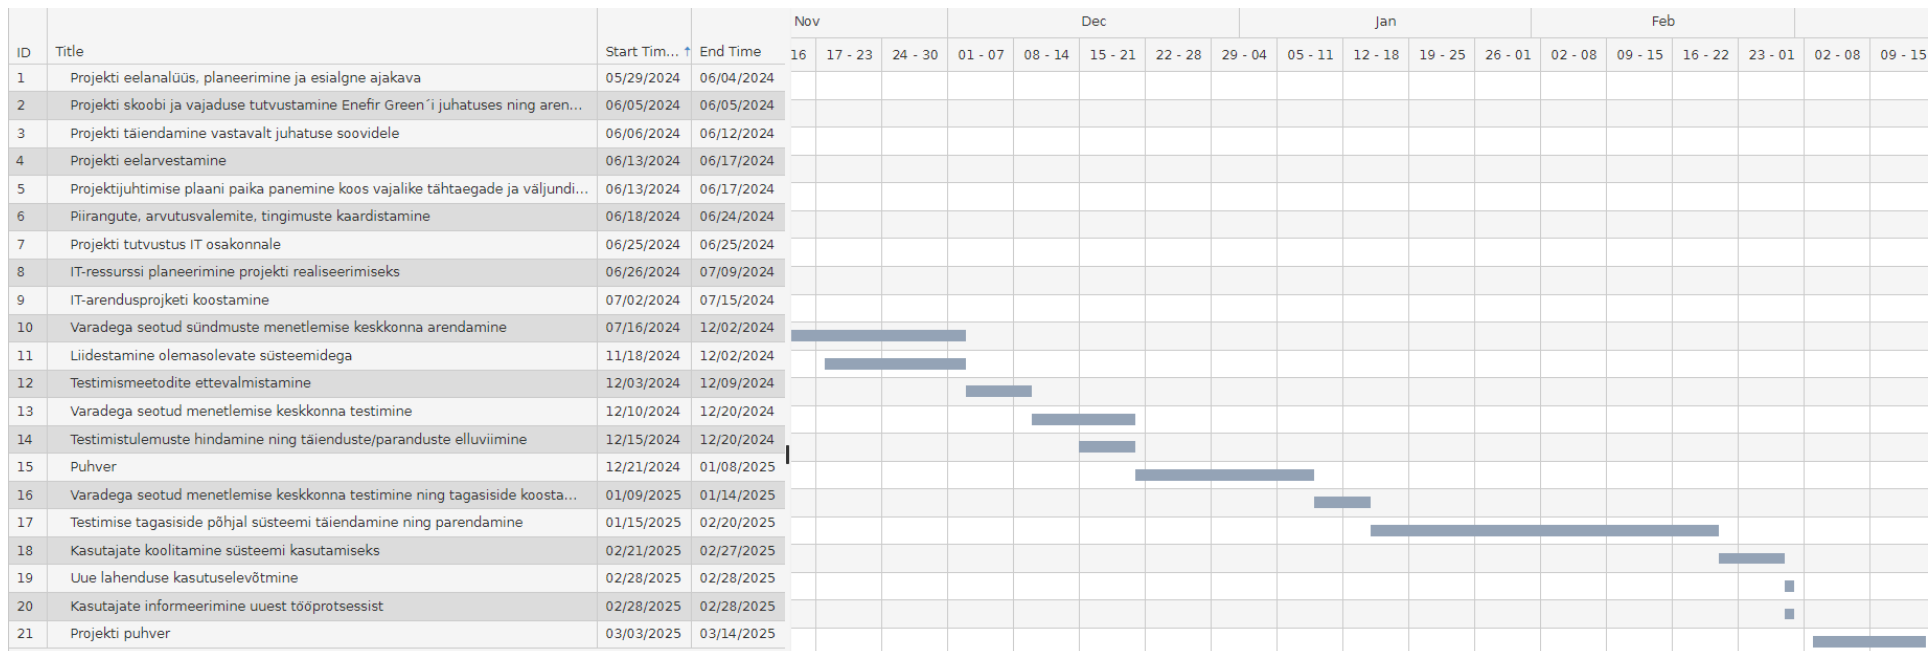 Nov Dec Jan Feb
ID Title Start Tim... ↑ End Time 16 17 - 23 24 - 30 01 - 07 08 - 14 15 - 21 22 - 28 29 - 04 05 - 11 12 - 18 19 - 25 26 - 01 02 - 08 09 - 15 16 - 22 23 - 01 02 - 08 09 - 15
1 Projekti eelanalüüs, planeerimine ja esialgne ajakava 05/29/2024 06/04/2024
2 Projekti skoobi ja vajaduse tutvustamine Enefir Green´i juhatuses ning aren... 06/05/2024 06/05/2024
3 Projekti täiendamine vastavalt juhatuse soovidele 06/06/2024 06/12/2024
4 Projekti eelarvestamine 06/13/2024 06/17/2024
5 Projektijuhtimise plaani paika panemine koos vajalike tähtaegade ja väljundi... 06/13/2024 06/17/2024
6 Piirangute, arvutusvalemite, tingimuste kaardistamine 06/18/2024 06/24/2024
7 Projekti tutvustus IT osakonnale 06/25/2024 06/25/2024
8 IT-ressurssi planeerimine projekti realiseerimiseks 06/26/2024 07/09/2024
9 IT-arendusprojketi koostamine 07/02/2024 07/15/2024
10 Varadega seotud sündmuste menetlemise keskkonna arendamine 07/16/2024 12/02/2024
11 Liidestamine olemasolevate süsteemidega 11/18/2024 12/02/2024
12 Testimismeetodite ettevalmistamine 12/03/2024 12/09/2024
13 Varadega seotud menetlemise keskkonna testimine 12/10/2024 12/20/2024
14 Testimistulemuste hindamine ning täienduste/paranduste elluviimine 12/15/2024 12/20/2024
15 Puhver 12/21/2024 01/08/2025
16 Varadega seotud menetlemise keskkonna testimine ning tagasiside koosta... 01/09/2025 01/14/2025
17 Testimise tagasiside põhjal süsteemi täiendamine ning parendamine 01/15/2025 02/20/2025
18 Kasutajate koolitamine süsteemi kasutamiseks 02/21/2025 02/27/2025
19 Uue lahenduse kasutuselevõtmine 02/28/2025 02/28/2025
20 Kasutajate informeerimine uuest tööprotsessist 02/28/2025 02/28/2025
21 Projekti puhver 03/03/2025 03/14/2025